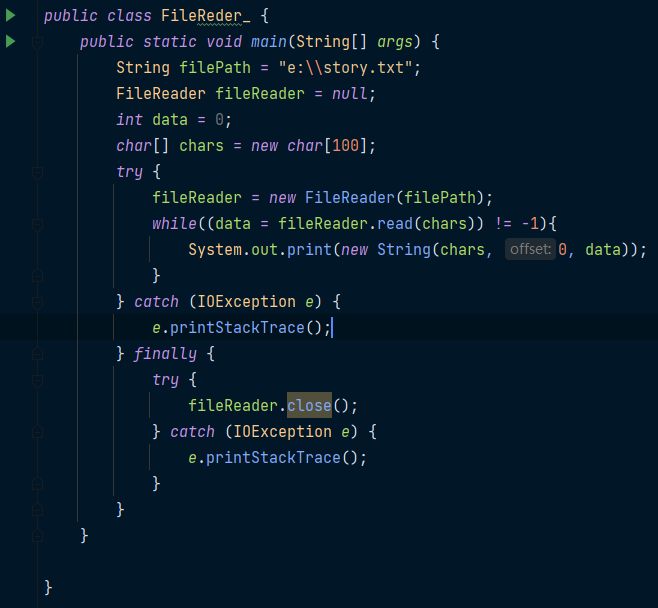 public class FileReder_ {
    public static void main(String[] args) {
        String filePath = "e:\\story.txt";
        FileReader fileReader = null;
        int data = 0;
        char[] chars = new char[100];
        try {
            fileReader = new FileReader(filePath);
            while((data = fileReader.read(chars)) != -1){
                System.out.print(new String(chars, offset: 0, data));
            }
        } catch (IOException e) {
            e.printStackTrace();
        } finally {
            try {
                fileReader.close();
            } catch (IOException e) {
                e.printStackTrace();
            }
        }
    }
}